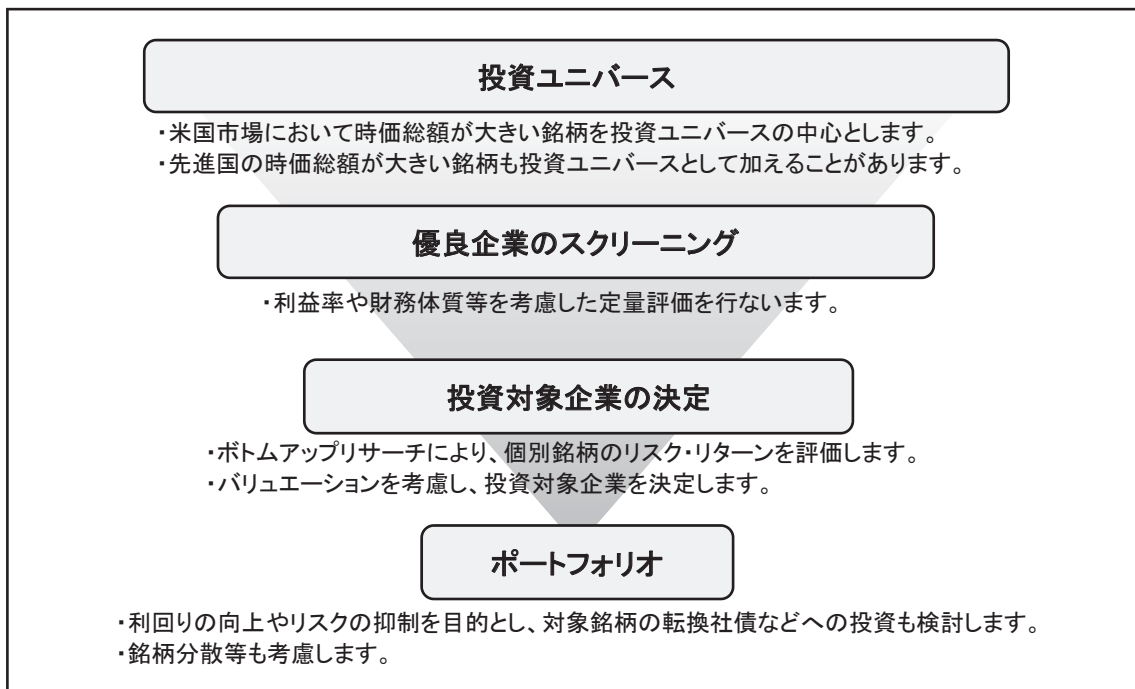 投資ユニバース
・米国市場において時価総額が大きい銘柄を投資ユニバースの中心とします。
・先進国の時価総額が大きい銘柄も投資ユニバースとして加えることがあります。
優良企業のスクリーニング
・利益率や財務体質等を考慮した定量評価を行ないます。
投資対象企業の決定
・ボトムアップリサーチにより、個別銘柄のリスク・リターンを評価します。
・バリュエーションを考慮し、投資対象企業を決定します。
ポートフォリオ
・利回りの向上やリスクの抑制を目的とし、対象銘柄の転換社債などへの投資も検討します。
・銘柄分散等も考慮します。